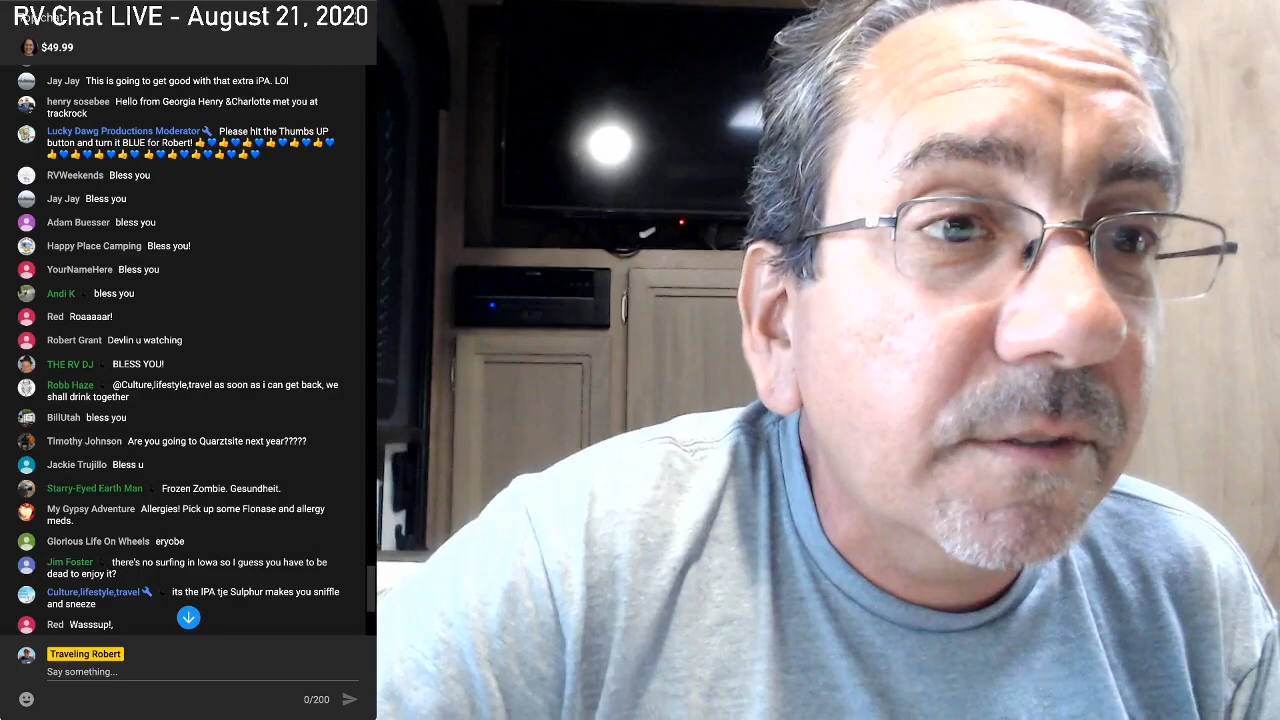 RV Chat LIVE - August 21, 2020
$49.99
Jay Jay This is going to get good with that extra iPA. LOl
henry sosebee Hello from Georgia Henry &Charlotte met you at
trackrock
Lucky Dawg Productions Moderator Please hit the Thumbs UP
button and turn it BLUE for Robert! 👍💙👍💙👍💙👍💙👍💙👍💙
👍💙👍💙👍💙👍💙 👍💙👍💙👍💙👍💙👍💙
RVWeekends Bless you
Jay Jay Bless you
Adam Buesser bless you
Happy Place Camping Bless you!
YourNameHere Bless you
Andi K bless you
Red Roaaaaar!
Robert Grant Devlin u watching
THE RV DJ BLESS YOU!
Robb Haze @Culture,lifestyle,travel as soon as i can get back, we
shall drink together
BillUtah bless you
Timothy Johnson Are you going to Quarztsite next year?????
Jackie Trujillo Bless u
Starry-Eyed Earth Man Frozen Zombie. Gesundheit.
My Gypsy Adventure Allergies! Pick up some Flonase and allergy
meds.
Glorious Life On Wheels eryobe
Jim Foster there's no surfing in Iowa so I guess you have to be
dead to enjoy it?
Culture,lifestyle,travel its the IPA tje Sulphur makes you sniffle
and sneeze
Red Wasssup!,
Traveling Robert
Say something...
0/200